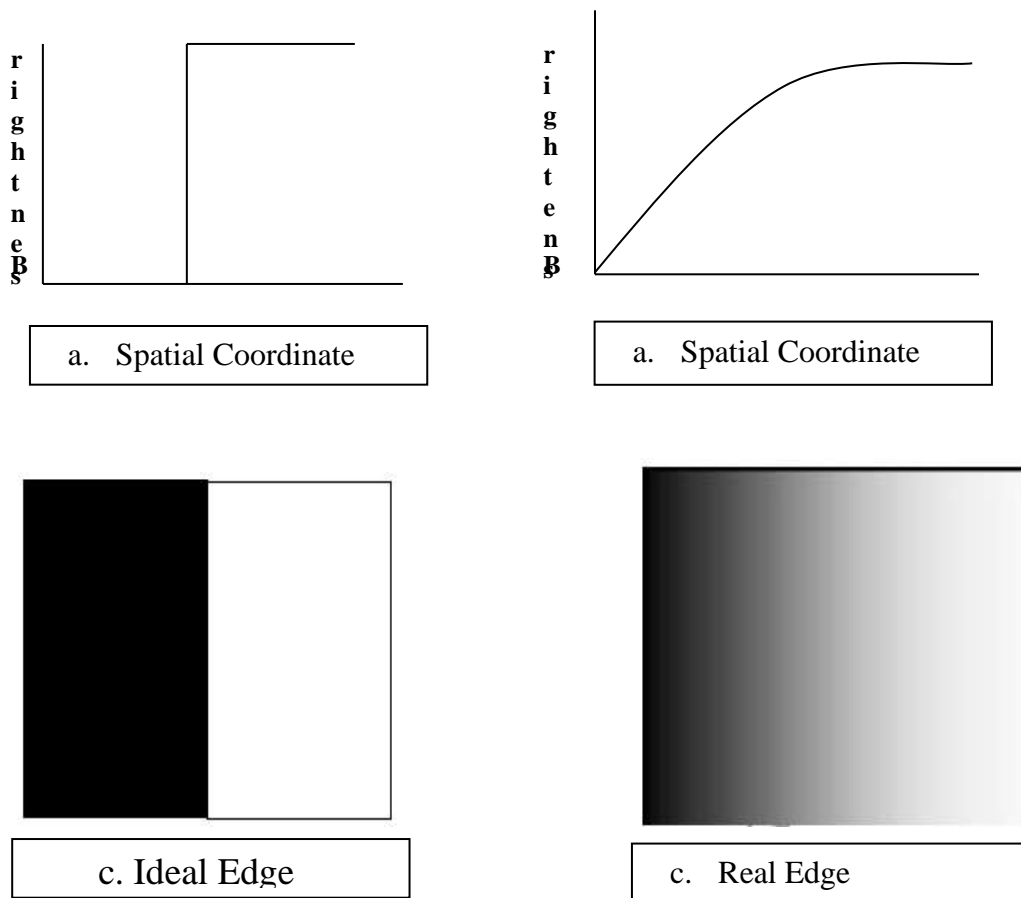 r
i
g
h
t
n
e
B
s
a. Spatial Coordinate
r
i
g
h
t
e
n
B
s
a. Spatial Coordinate
c. Ideal Edge
c. Real Edge